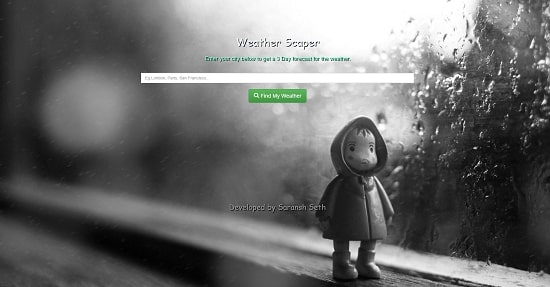 Weather Scaper
Enter your city below to get a 3 Day forecast for the weather.
Eg London, Paris, San Francisco..
Find My Weather
Developed by Saransh Seth